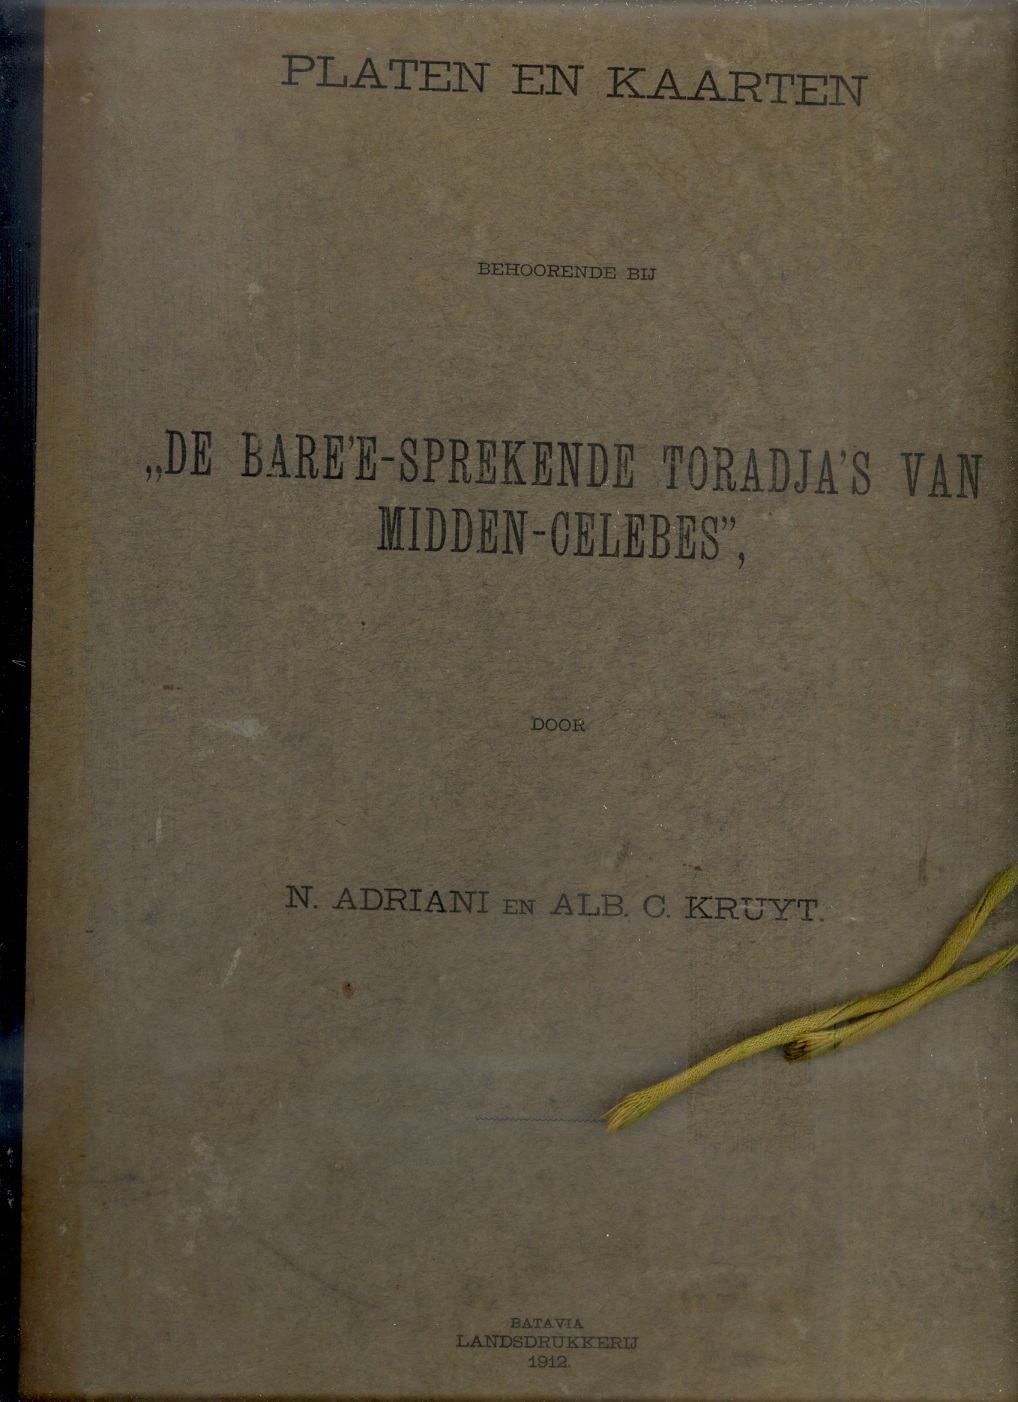 PLATEN EN KAARTEN
BEHOORENDE BIJ
„DE BARE'E-SPREKENDE TORADJA'S VAN
MIDDEN-CELEBES”,
DOOR
N. ADRIANI EN ALB. C. KRUYT.
BATAVIA
LANDSDRUKKERIJ
1912.